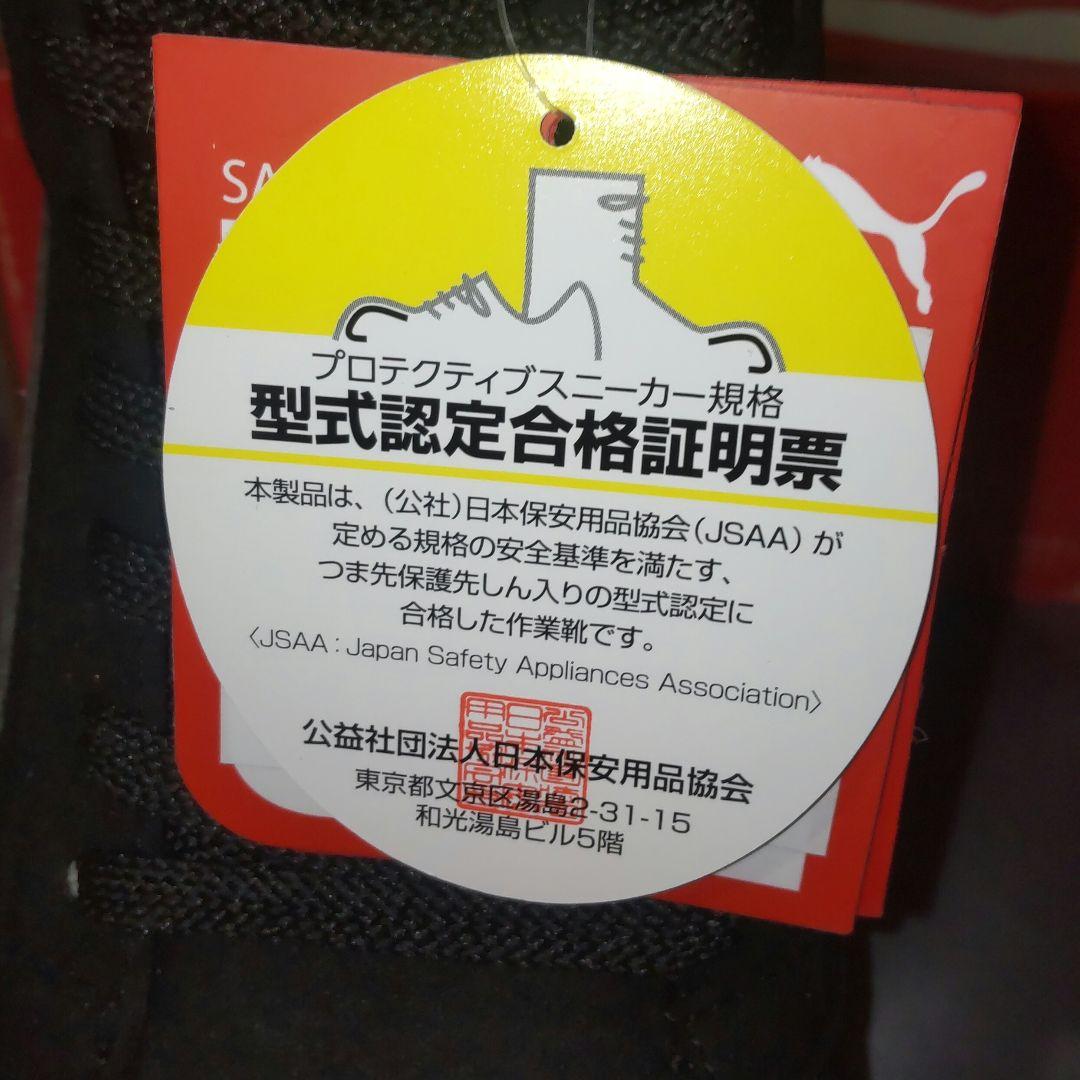 SA
プロテクティブスニーカー規格
型式認定合格証明票
本製品は、(公社)日本保安用品協会(JSAA)が
定める規格の安全基準を満たす、
つま先保護先しん入りの型式認定に
合格した作業靴です。
〈JSAA：Japan Safety Appliances Association〉
公益社団法人日本保安用品協会
東京都文京区湯島2-31-15
和光湯島ビル5階